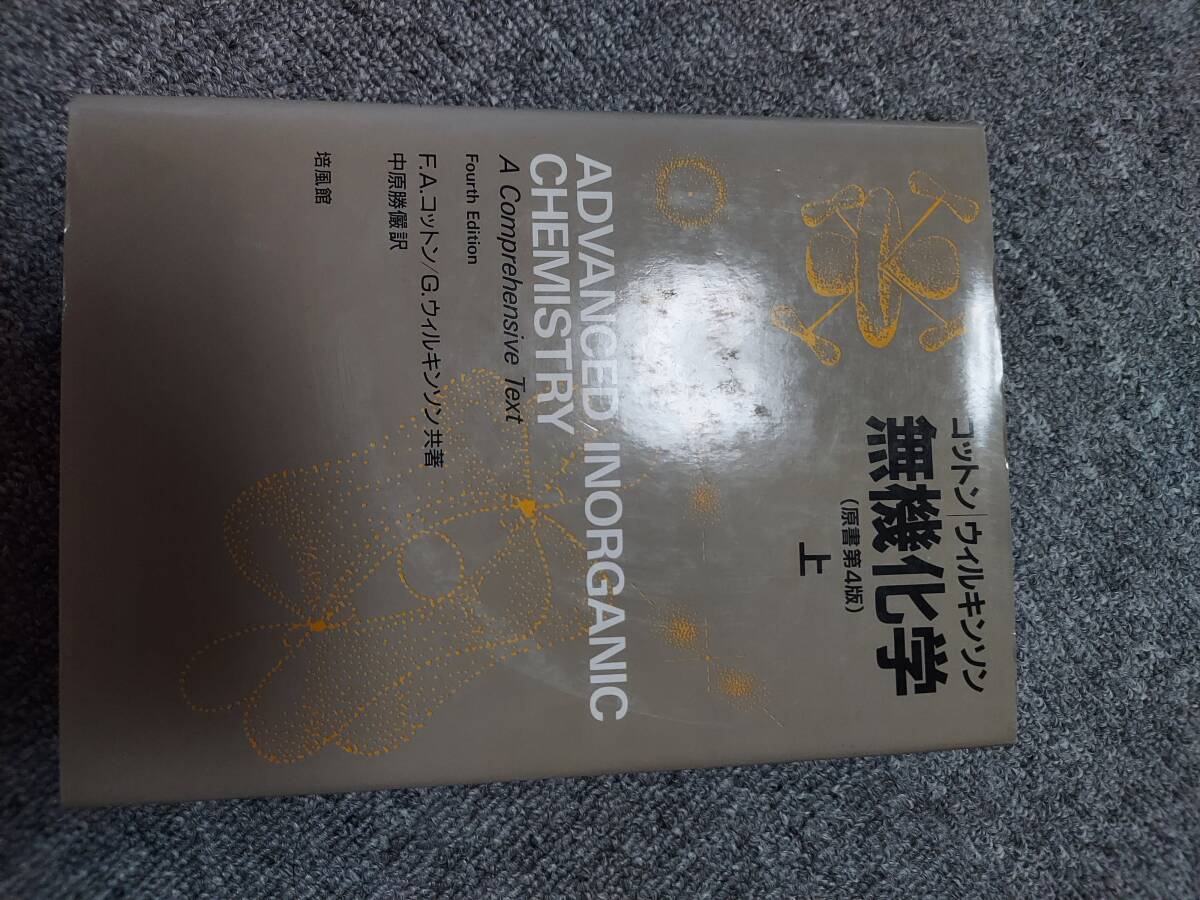 コットン|ウィルキンソン
無機化学
(原書第4版)
上
ADVANCED INORGANIC
CHEMISTRY
A Comprehensive Text
Fourth Edition
F.A.コットン/G.ウィルキンソン共著
中原勝儼訳
培風館